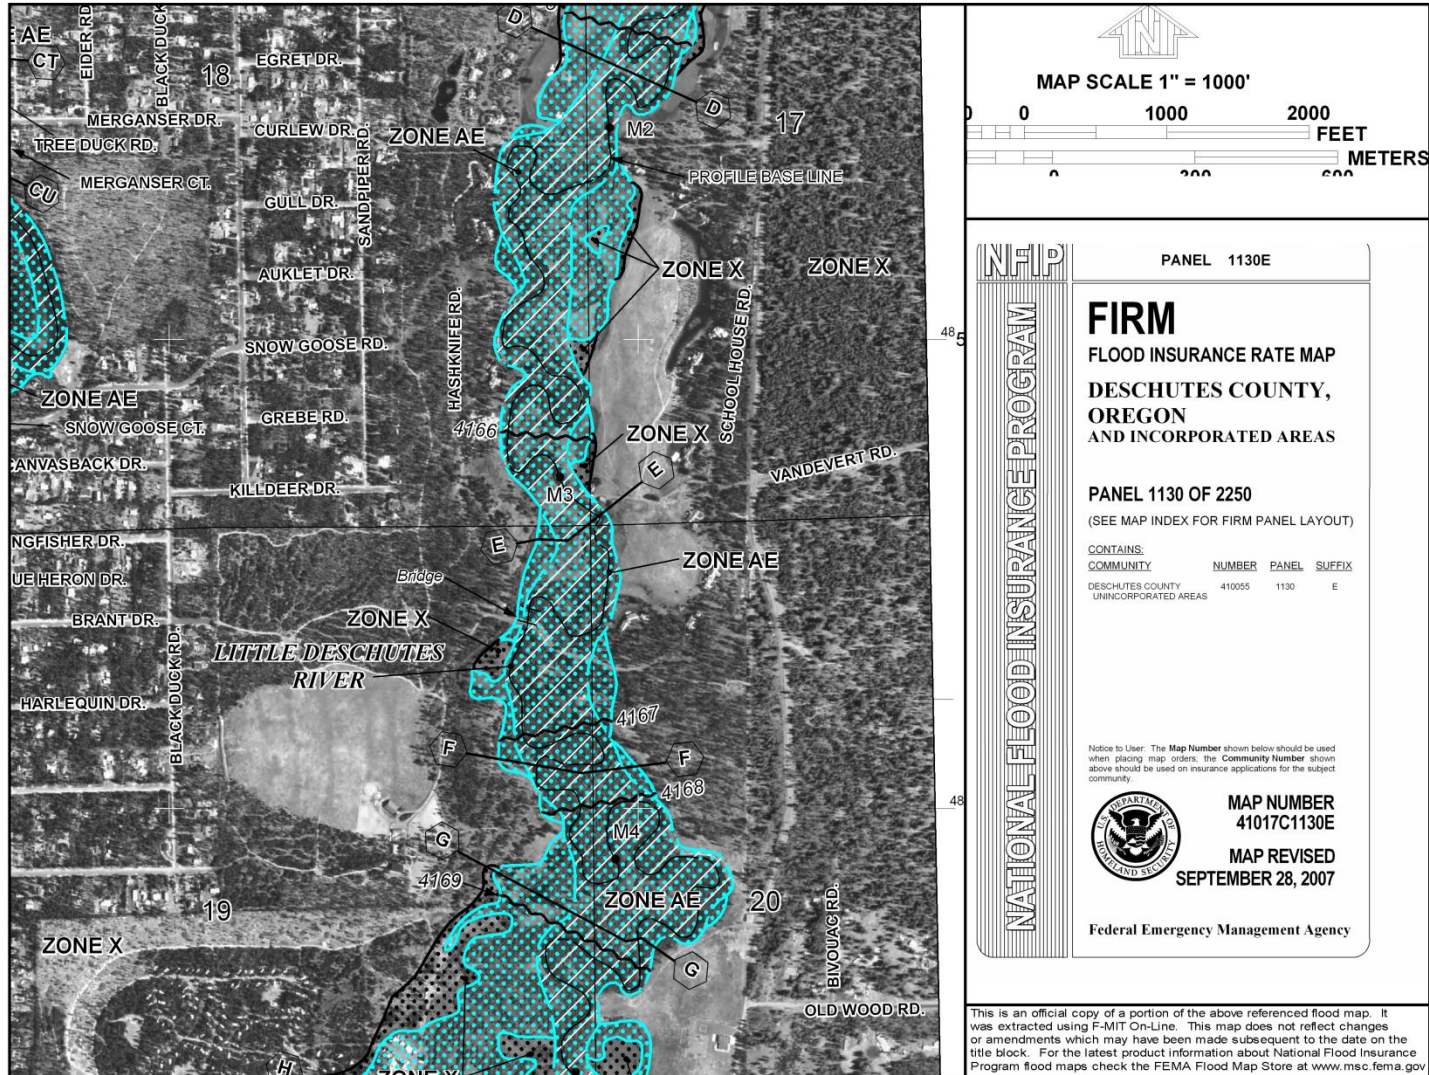 ZONE AE
CT
EIDER RD
BLACK DUCK
18
EGRET DR.
D
MERGANSER DR.
CURLEW DR.
TREE DUCK RD.
MERGANSER CT.
CU
ZONE AE
M2
D
17
PROFILE BASE LINE
GULL DR.
SANDPIPER RD.
AUKLET DR.
ZONE X
ZONE X
HASHKNIFE RD.
SCHOOL HOUSE RD.
SNOW GOOSE RD.
ZONE AE
GREBE RD.
SNOW GOOSE CT.
4166
ZONE X
CANVASBACK DR.
E
VANDEVERT RD.
KILLDEER DR.
M3
NGFISHER DR.
E
ZONE AE
UE HERON DR.
Bridge
BRANT DR.
ZONE X
LITTLE DESCHUTES
RIVER
BLACK DUCK RD.
HARLEQUIN DR.
4167
F
F
4168
M4
G
4169
19
ZONE AE
20
ZONE X
BIVOUAC RD.
G
OLD WOOD RD.
H
ZONE X
48
5
48
N
MAP SCALE 1" = 1000'
0 1000 2000
FEET
METERS
0 300 600
NFIP
PANEL 1130E
NATIONAL FLOOD INSURANCE PROGRAM
FIRM
FLOOD INSURANCE RATE MAP
DESCHUTES COUNTY,
OREGON
AND INCORPORATED AREAS
PANEL 1130 OF 2250
(SEE MAP INDEX FOR FIRM PANEL LAYOUT)
CONTAINS:
COMMUNITY NUMBER PANEL SUFFIX
DESCHUTES COUNTY 410055 1130 E
UNINCORPORATED AREAS
Notice to User: The Map Number shown below should be used
when placing map orders; the Community Number shown
above should be used on insurance applications for the subject
community.
U.S. DEPARTMENT OF
HOMELAND SECURITY
MAP NUMBER
41017C1130E
MAP REVISED
SEPTEMBER 28, 2007
Federal Emergency Management Agency
This is an official copy of a portion of the above referenced flood map. It
was extracted using F-MIT On-Line. This map does not reflect changes
or amendments which may have been made subsequent to the date on the
title block. For the latest product information about National Flood Insurance
Program flood maps check the FEMA Flood Map Store at www.msc.fema.gov